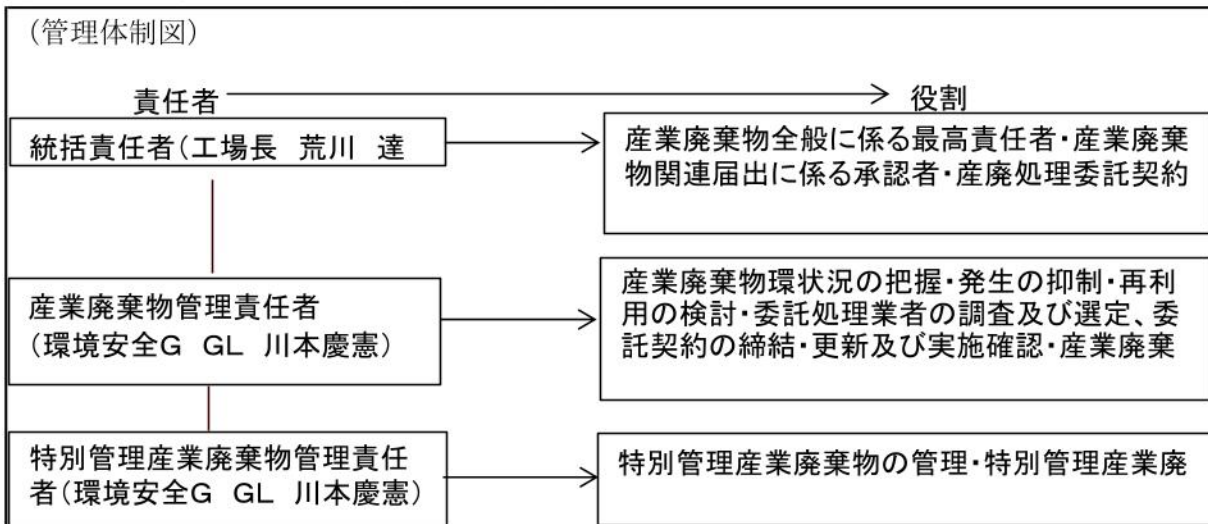 (管理体制図)
責任者
役割
統括責任者(工場長　荒川　達
産業廃棄物全般に係る最高責任者・産業廃棄
物関連届出に係る承認者・産廃処理委託契約
産業廃棄物管理責任者
(環境安全G　GL　川本慶憲)
産業廃棄物環状況の把握・発生の抑制・再利
用の検討・委託処理業者の調査及び選定、委
託契約の締結・更新及び実施確認・産業廃棄
特別管理産業廃棄物管理責任
者(環境安全G　GL　川本慶憲)
特別管理産業廃棄物の管理・特別管理産業廃